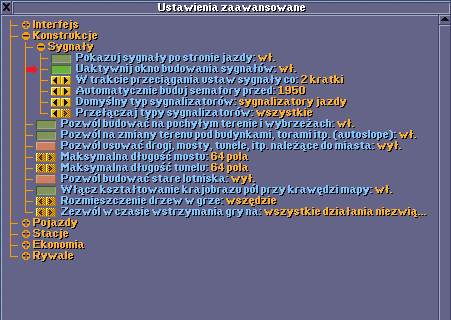 Ustawienia zaawansowane
Interfejs
Konstrukcje
Sygnały
Pokazuj sygnały po stronie jazdy: wł.
Uaktywnij okno budowania sygnałów: wł.
W trakcie przeciągania ustaw sygnały co: 2 kratki
Automatycznie buduj semafory przed: 1950
Domyślny typ sygnalizatorów: sygnalizatory jazdy
Przełączaj typy sygnalizatorów: wszystkie
Pozwól budować na pochyłym terenie i wybrzeżach: wł.
Pozwól na zmiany terenu pod budynkami, torami itp. (autoslope): wł.
Pozwól usuwać drogi, mosty, tunele, itp. należące do miasta: wył.
Maksymalna długość mostu: 64 pola
Maksymalna długość tunelu: 64 pola
Pozwól budować stare lotniska: wył.
Włącz kształtowanie krajobrazu pól przy krawędzi mapy: wł.
Rozmieszczenie drzew w grze: wszędzie
Zezwól w czasie wstrzymania gry na: wszystkie działania niezwią...
Pojazdy
Stacje
Ekonomia
Rywale